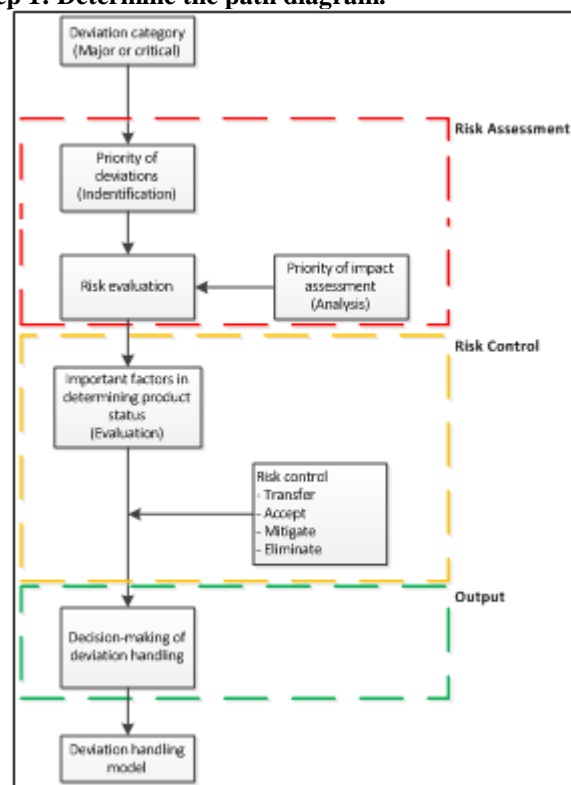 1: Determine the path diagram.
Deviation category
(Major or critical)
Risk Assessment
Priority of
deviations
(Indentification)
Risk evaluation
Priority of impact
assessment
(Analysis)
Risk Control
Important factors in
determining product
status
(Evaluation)
Risk control
- Transfer
- Accept
- Mitigate
- Eliminate
Output
Decision-making of
deviation handling
Deviation handling
model